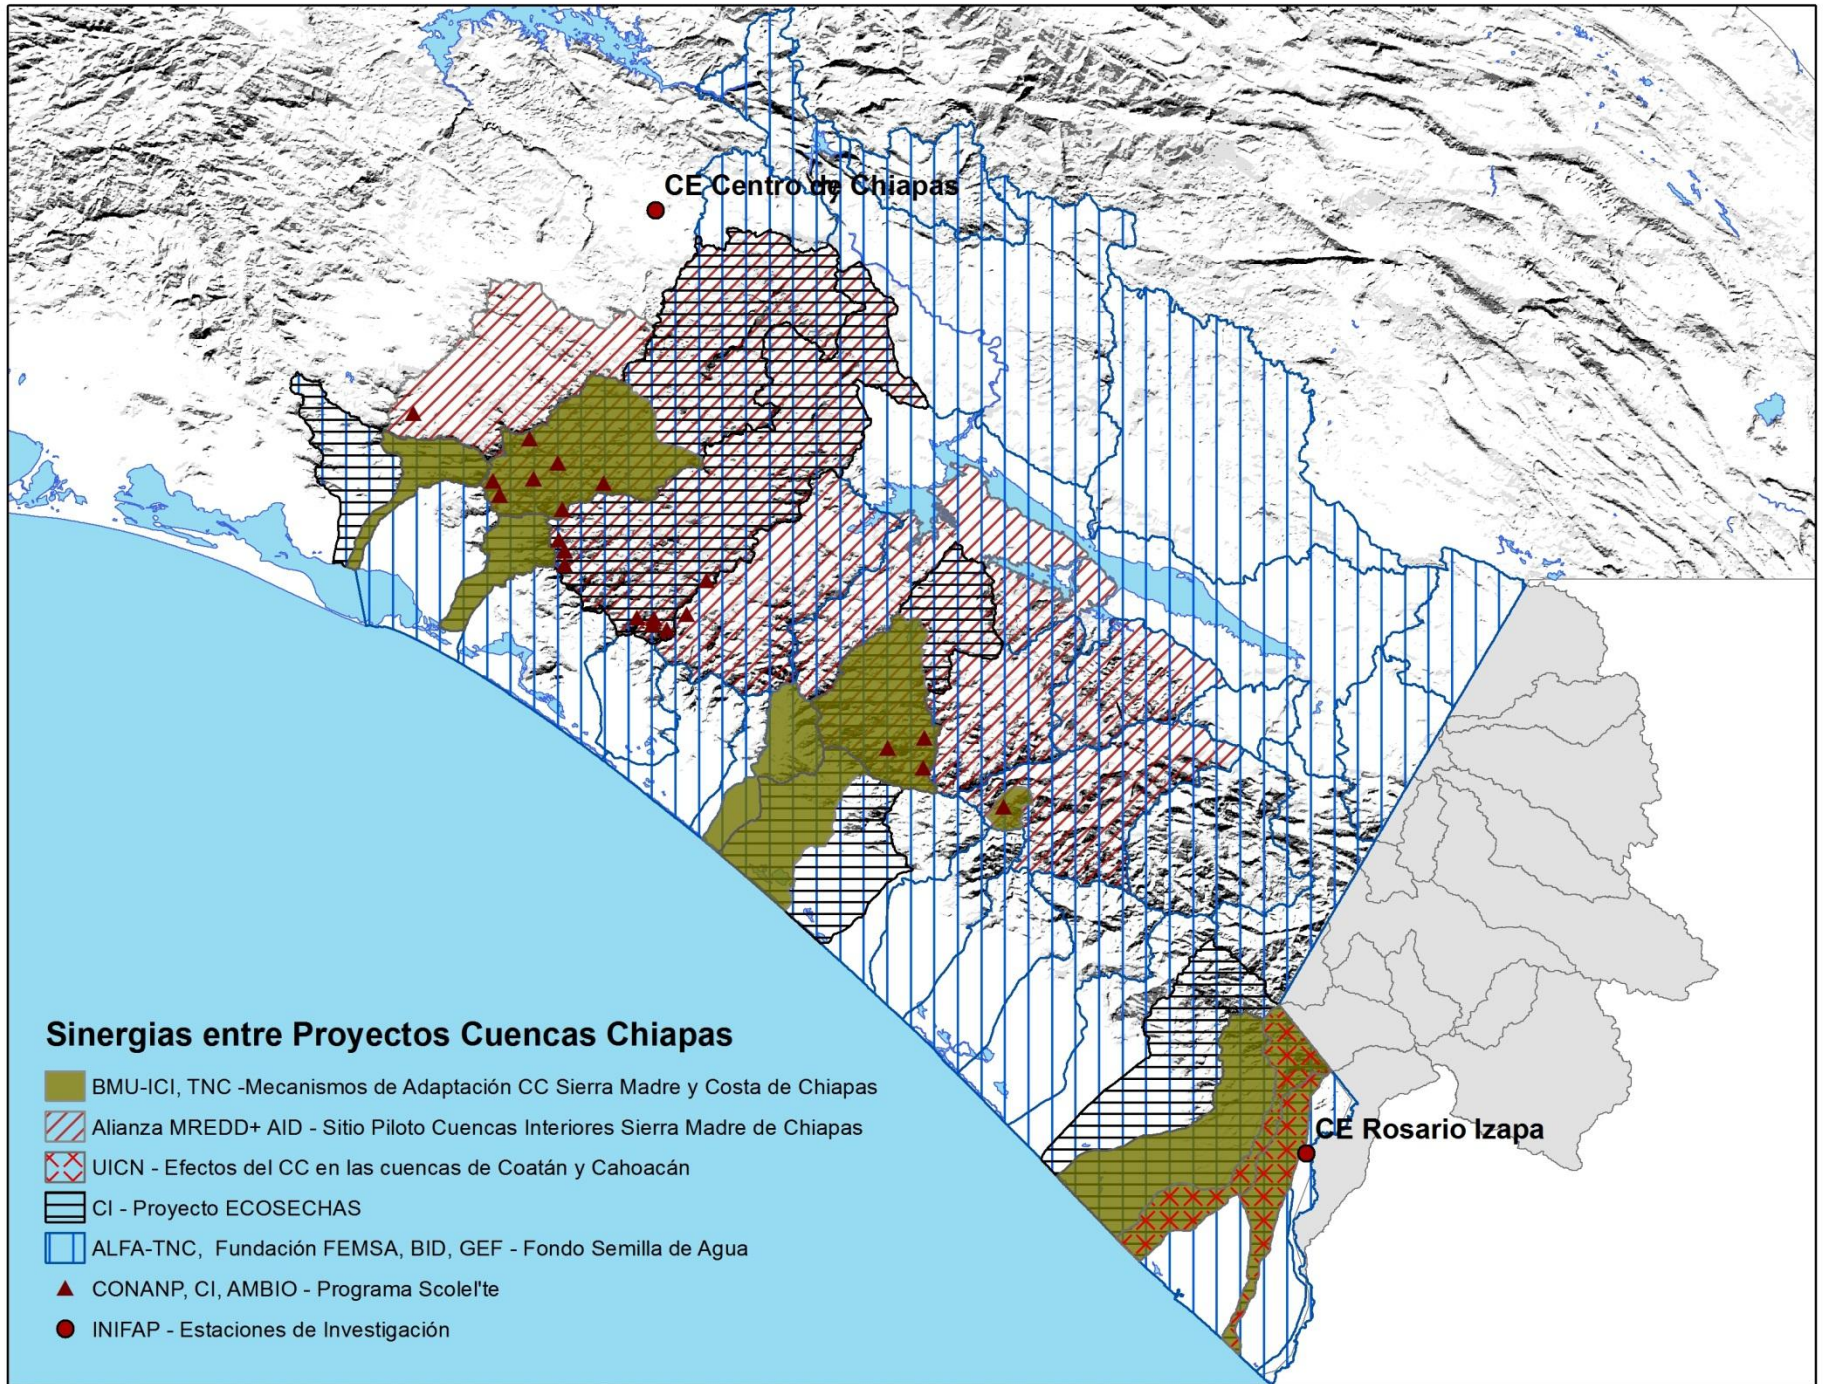 CE Centro de Chiapas
CE Rosario Izapa
Sinergias entre Proyectos Cuencas Chiapas
BMU-ICI, TNC -Mecanismos de Adaptación CC Sierra Madre y Costa de Chiapas
Alianza MREDD+ AID - Sitio Piloto Cuencas Interiores Sierra Madre de Chiapas
UICN - Efectos del CC en las cuencas de Coatán y Cahoacán
CI - Proyecto ECOSECHAS
ALFA-TNC, Fundación FEMSA, BID, GEF - Fondo Semilla de Agua
CONANP, CI, AMBIO - Programa Scolel'te
INIFAP - Estaciones de Investigación